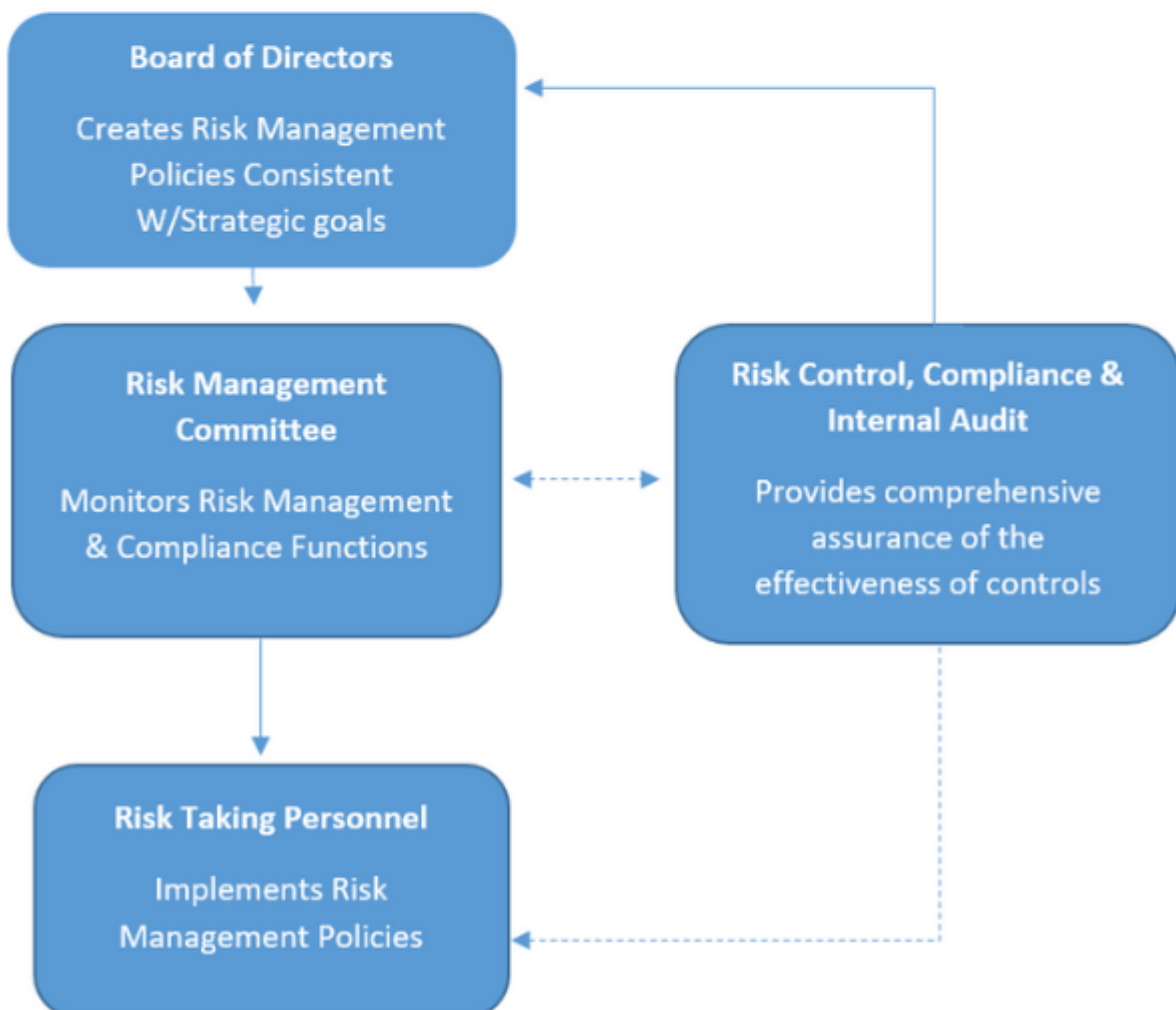 Board of Directors
Creates Risk Management
Policies Consistent
W/Strategic goals
Risk Management
Committee
Monitors Risk Management
& Compliance Functions
Risk Control, Compliance &
Internal Audit
Provides comprehensive
assurance of the
effectiveness of controls
Risk Taking Personnel
Implements Risk
Management Policies